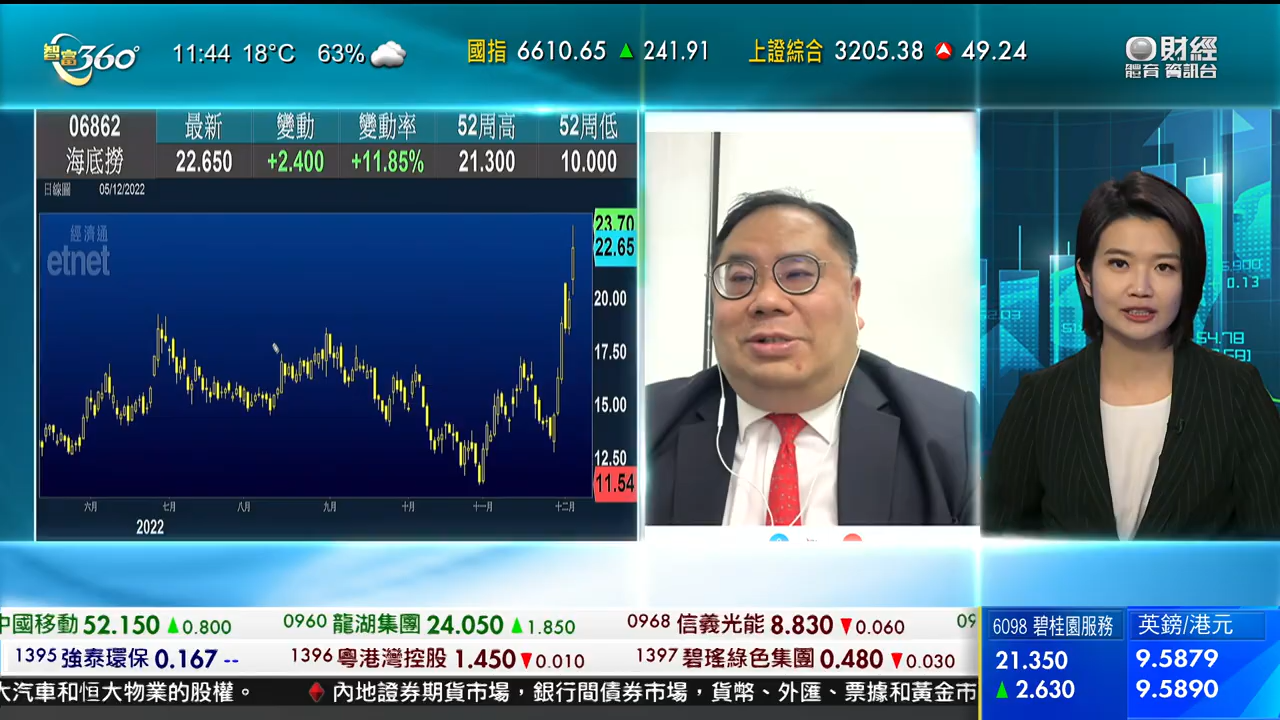 智富360°
11:44 18°C 63%
國指 6610.65 ▲ 241.91
上證綜合 3205.38 49.24
財經
體育 資訊台
06862 最新 變動 變動率 52周高 52周低
海底撈 22.650 +2.400 +11.85% 21.300 10.000
日線圖 05/12/2022
經濟通
etnet
23.70
22.65
20.00
17.50
15.00
12.50
11.54
六月 七月 八月 九月 十月 十一月 十二月
2022
5.900
0.13
54.78
中國移動 52.150 ▲0.800 0960 龍湖集團 24.050 ▲1.850 0968 信義光能 8.830 ▼0.060 09
1395 強泰環保 0.167 -- 1396 粵港灣控股 1.450 ▼0.010 1397 碧瑤綠色集團 0.480 ▼0.030
大汽車和恒大物業的股權。 ◆ 內地證券期貨市場，銀行間債券市場，貨幣、外匯、票據和黃金市
6098 碧桂園服務
21.350
▲ 2.630
英鎊/港元
9.5879
9.5890